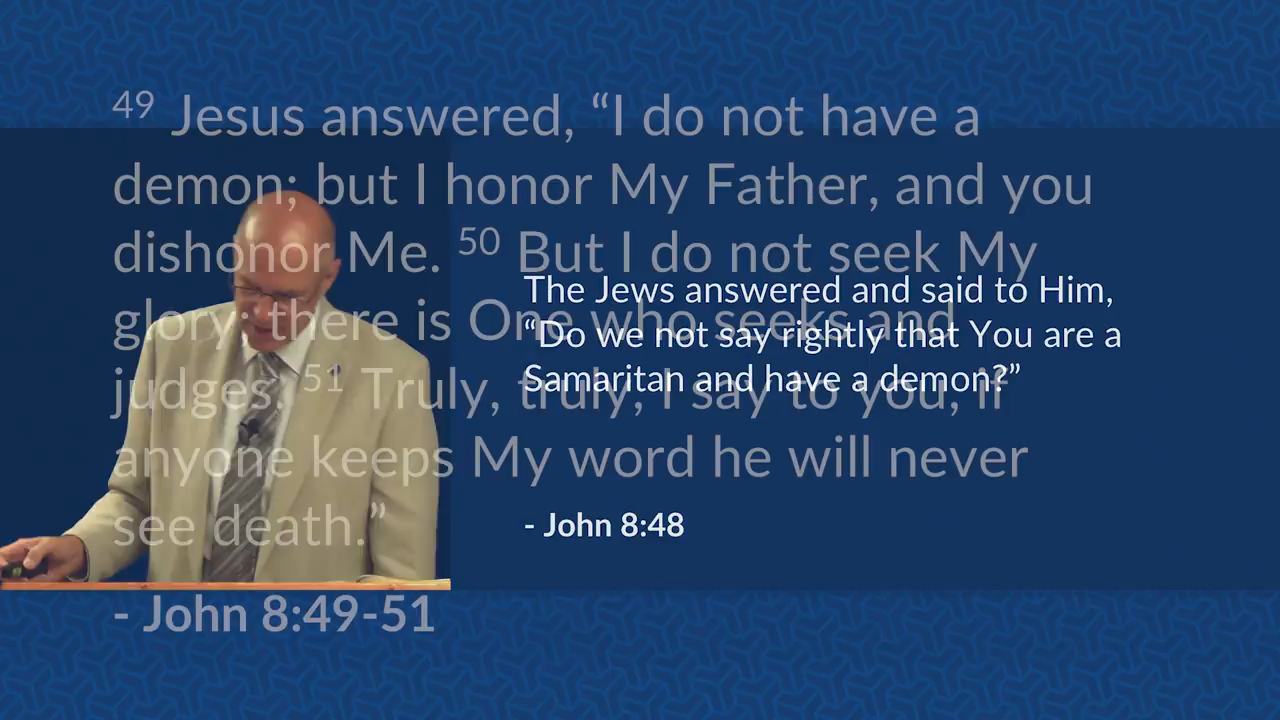 49 Jesus answered, “I do not have a
demon; but I honor My Father, and you
dishonor Me. 50 But I do not seek My
glory; there is One who seeks and
judges. 51 Truly, truly, I say to you, if
anyone keeps My word he will never
see death.”
- John 8:49-51
The Jews answered and said to Him,
“Do we not say rightly that You are a
Samaritan and have a demon?”
- John 8:48